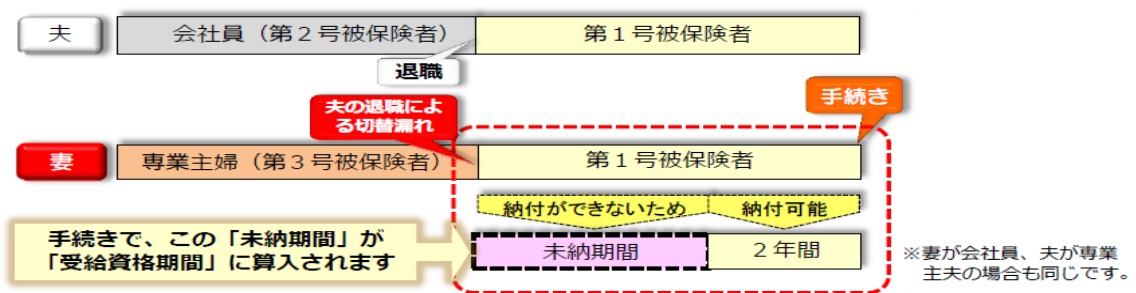 夫
会社員（第２号被保険者）
第１号被保険者
退職
手続き
夫の退職によ
る切替漏れ
妻
専業主婦（第３号被保険者）
第１号被保険者
納付ができないため
納付可能
手続きで、この「未納期間」が
「受給資格期間」に算入されます
未納期間
２年間
※妻が会社員、夫が専業
主夫の場合も同じです。